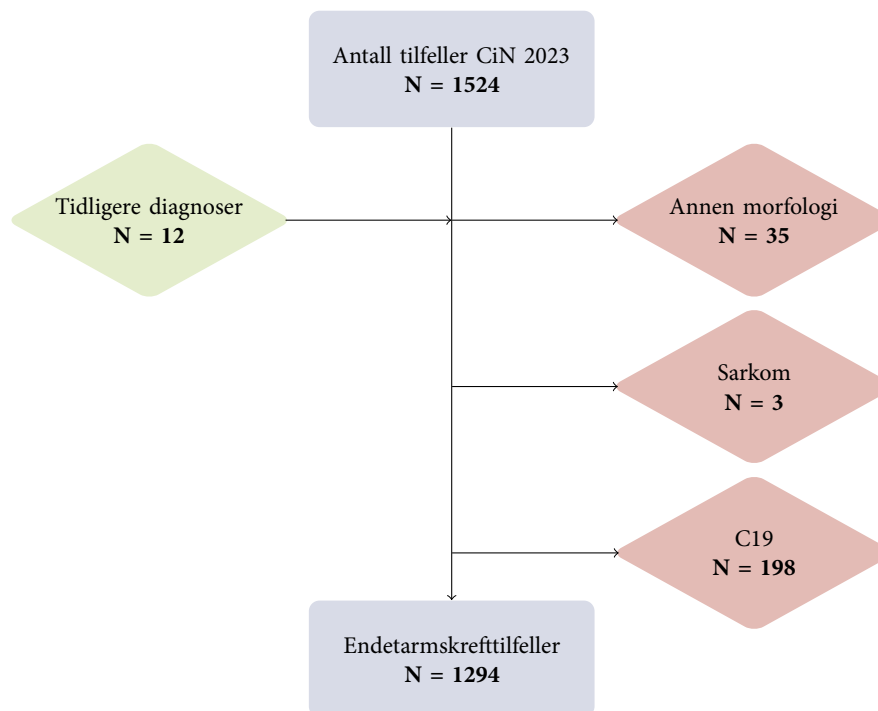 Antall tilfeller CiN 2023
N = 1524
Tidligere diagnoser
N = 12
Annen morfologi
N = 35
Sarkom
N = 3
C19
N = 198
Endetarmskrefttilfeller
N = 1294